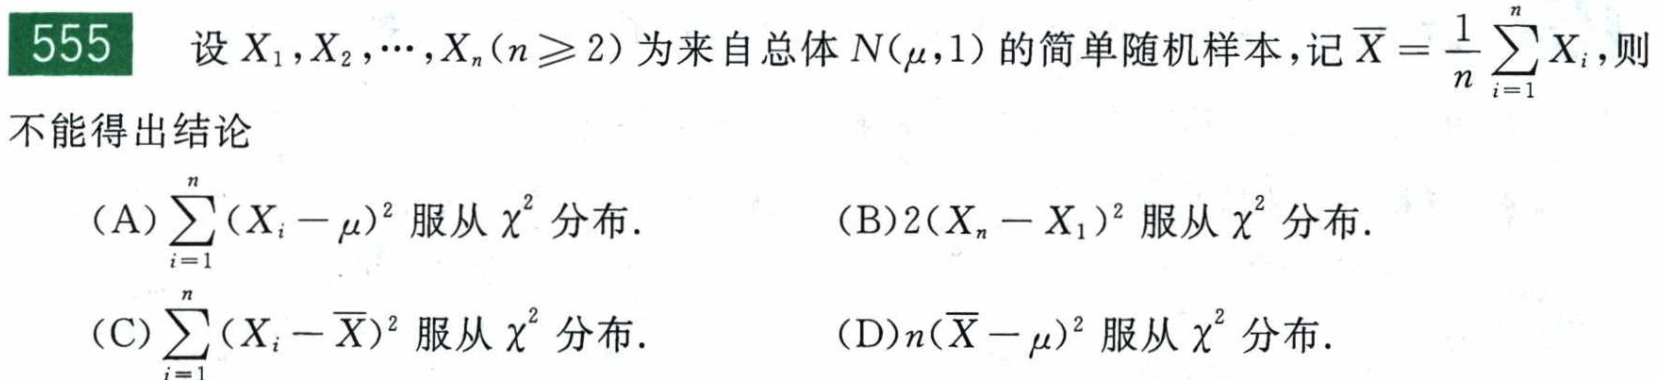 555 设 $X_1,X_2,\cdots,X_n(n\geqslant 2)$ 为来自总体 $N(\mu,1)$ 的简单随机样本,记 $\overline{X}=\frac{1}{n}\sum_{i=1}^{n}X_i$,则
不能得出结论
(A) $\sum_{i=1}^{n}(X_i-\mu)^2$ 服从 $\chi^2$ 分布. (B) $2(X_n-X_1)^2$ 服从 $\chi^2$ 分布.
(C) $\sum_{i=1}^{n}(X_i-\overline{X})^2$ 服从 $\chi^2$ 分布. (D) $n(\overline{X}-\mu)^2$ 服从 $\chi^2$ 分布.